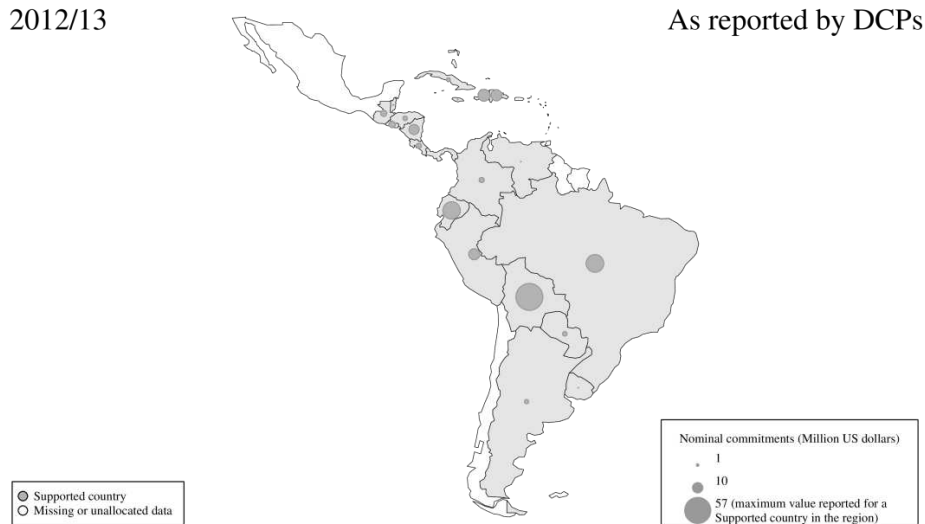 2012/13
As reported by DCPs
Supported country
Missing or unallocated data
Nominal commitments (Million US dollars)
1
10
57 (maximum value reported for a
Supported country in the region)